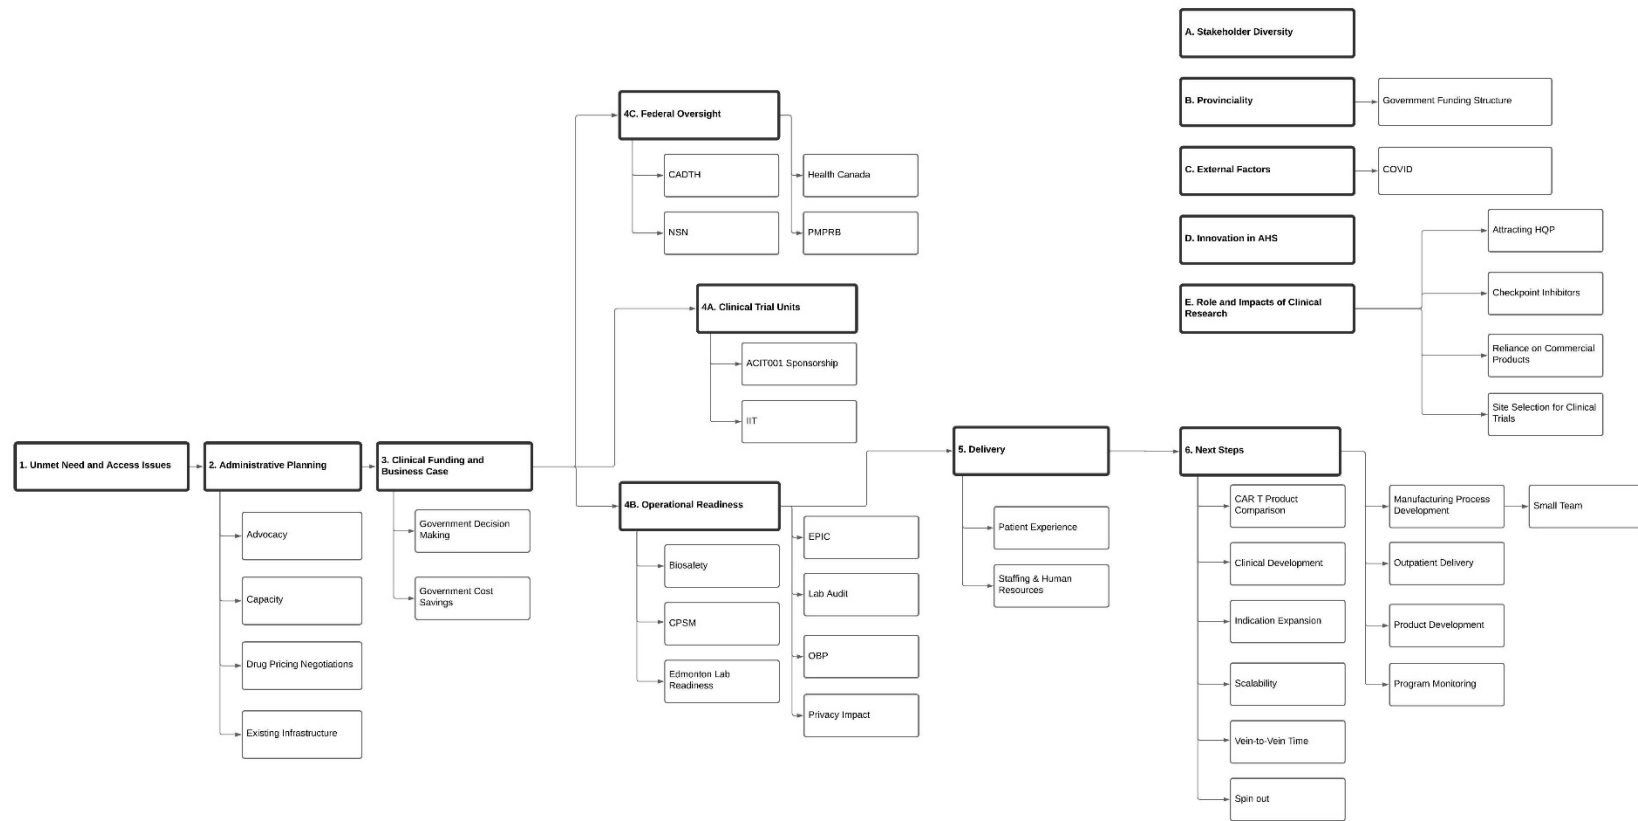 A. Stakeholder Diversity
B. Provinciality
Government Funding Structure
C. External Factors
COVID
D. Innovation in AHS
E. Role and Impacts of Clinical
Research
Attracting HQP
Checkpoint Inhibitors
Reliance on Commercial
Products
Site Selection for Clinical
Trials
4C. Federal Oversight
CADTH
NSN
Health Canada
PMPRB
4A. Clinical Trial Units
ACIT001 Sponsorship
IIT
1. Unmet Need and Access Issues
2. Administrative Planning
Advocacy
Capacity
Drug Pricing Negotiations
Existing Infrastructure
3. Clinical Funding and
Business Case
Government Decision
Making
Government Cost
Savings
4B. Operational Readiness
Biosafety
CPSM
Edmonton Lab
Readiness
EPIC
Lab Audit
OBP
Privacy Impact
5. Delivery
Patient Experience
Staffing & Human
Resources
6. Next Steps
CAR T Product
Comparison
Clinical Development
Indication Expansion
Scalability
Vein-to-Vein Time
Spin out
Manufacturing Process
Development
Small Team
Outpatient Delivery
Product Development
Program Monitoring